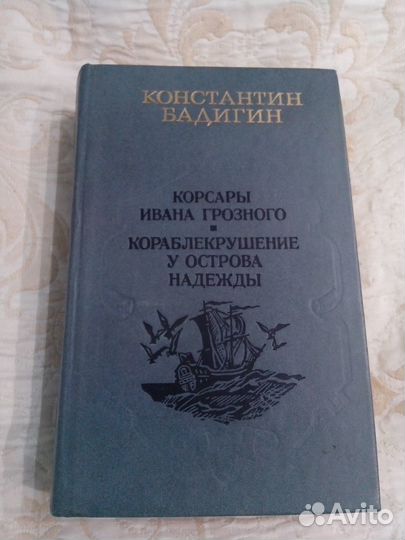 КОНСТАНТИН
БАДИГИН
КОРСАРЫ
ИВАНА ГРОЗНОГО
КОРАБЛЕКРУШЕНИЕ
У ОСТРОВА
НАДЕЖДЫ
Avito